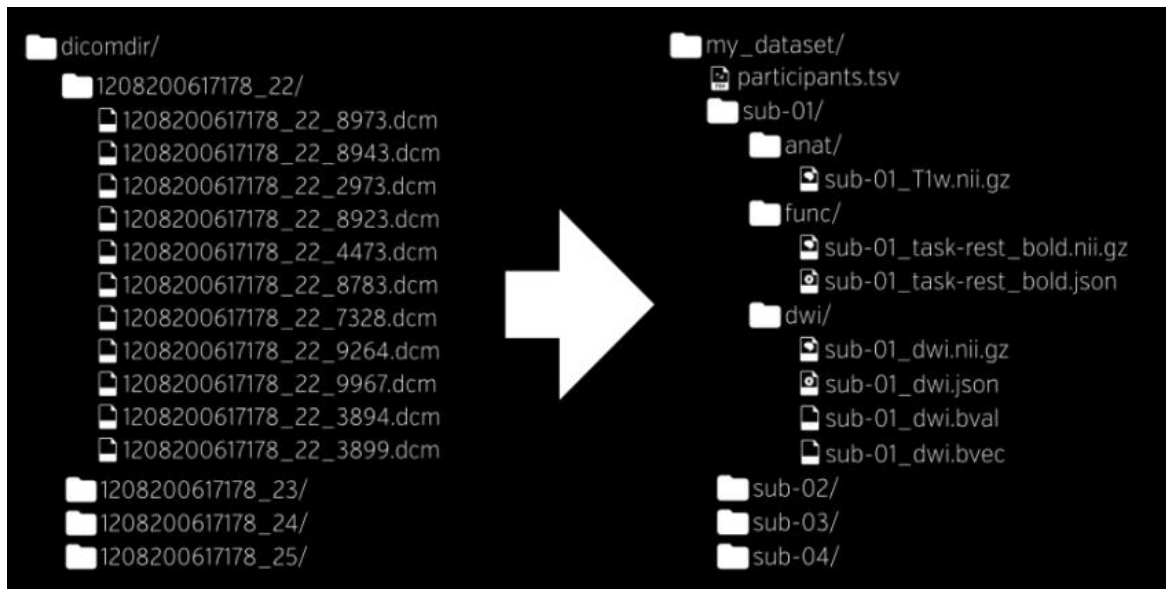 dicomdir/
1208200617178_22/
1208200617178_22_8973.dcm
1208200617178_22_8943.dcm
1208200617178_22_2973.dcm
1208200617178_22_8923.dcm
1208200617178_22_4473.dcm
1208200617178_22_8783.dcm
1208200617178_22_7328.dcm
1208200617178_22_9264.dcm
1208200617178_22_9967.dcm
1208200617178_22_3894.dcm
1208200617178_22_3899.dcm
1208200617178_23/
1208200617178_24/
1208200617178_25/
my_dataset/
participants.tsv
sub-01/
anat/
sub-01_T1w.nii.gz
func/
sub-01_task-rest_bold.nii.gz
sub-01_task-rest_bold.json
dwi/
sub-01_dwi.nii.gz
sub-01_dwi.json
sub-01_dwi.bval
sub-01_dwi.bvec
sub-02/
sub-03/
sub-04/